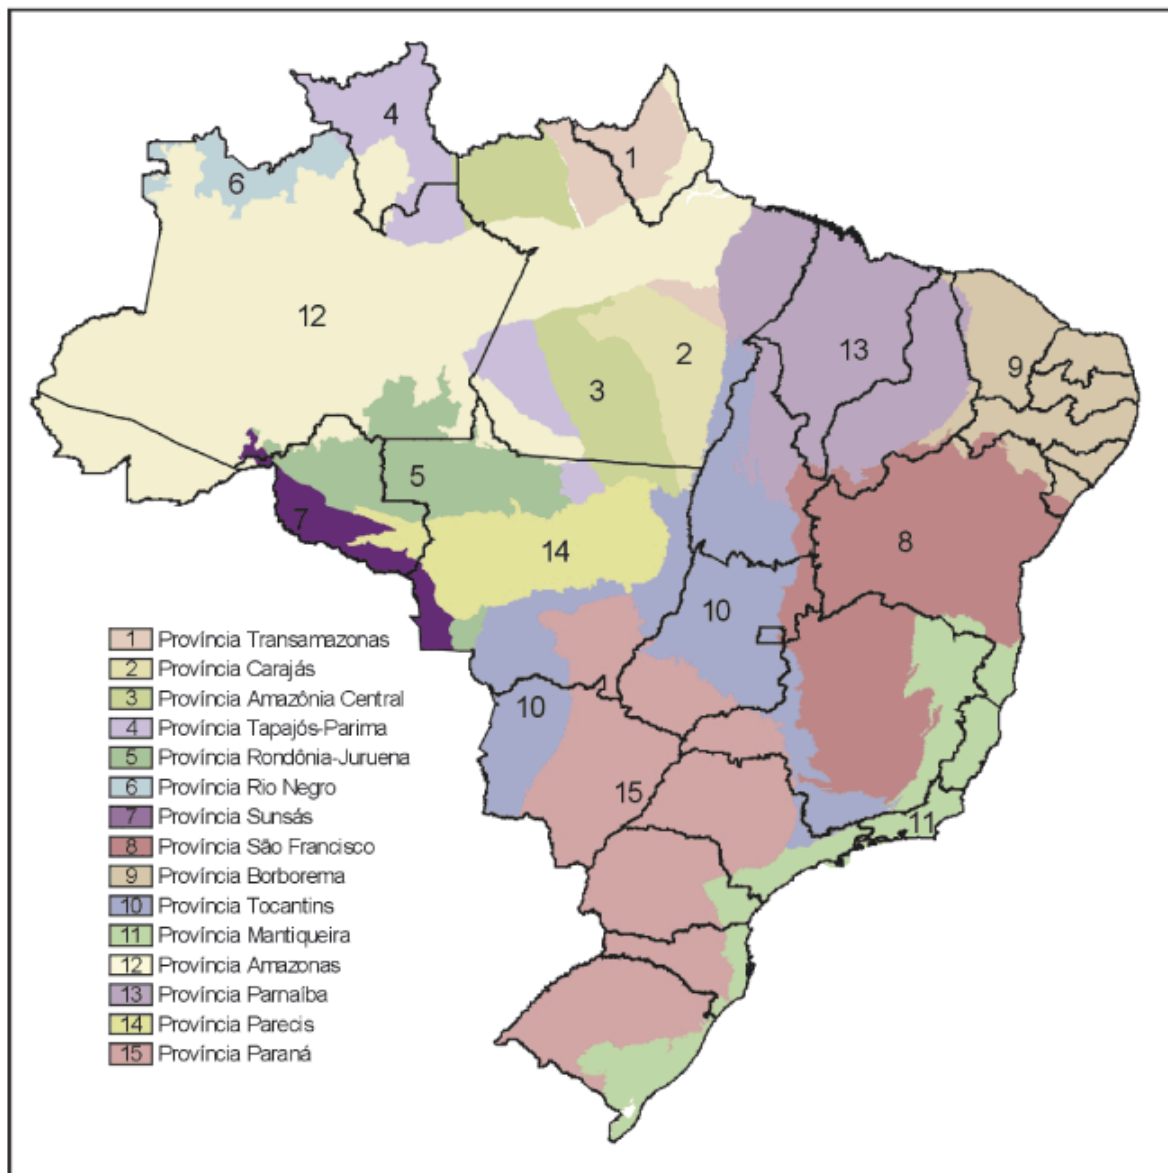 4
1
6
12
2
13
9
3
5
7
8
14
10
10
15
11
1 Província Transamazonas
2 Província Carajás
3 Província Amazônia Central
4 Província Tapajós-Parima
5 Província Rondônia-Juruena
6 Província Rio Negro
7 Província Sunsás
8 Província São Francisco
9 Província Borborema
10 Província Tocantins
11 Província Mantiqueira
12 Província Amazonas
13 Província Parnaíba
14 Província Parecis
15 Província Paraná